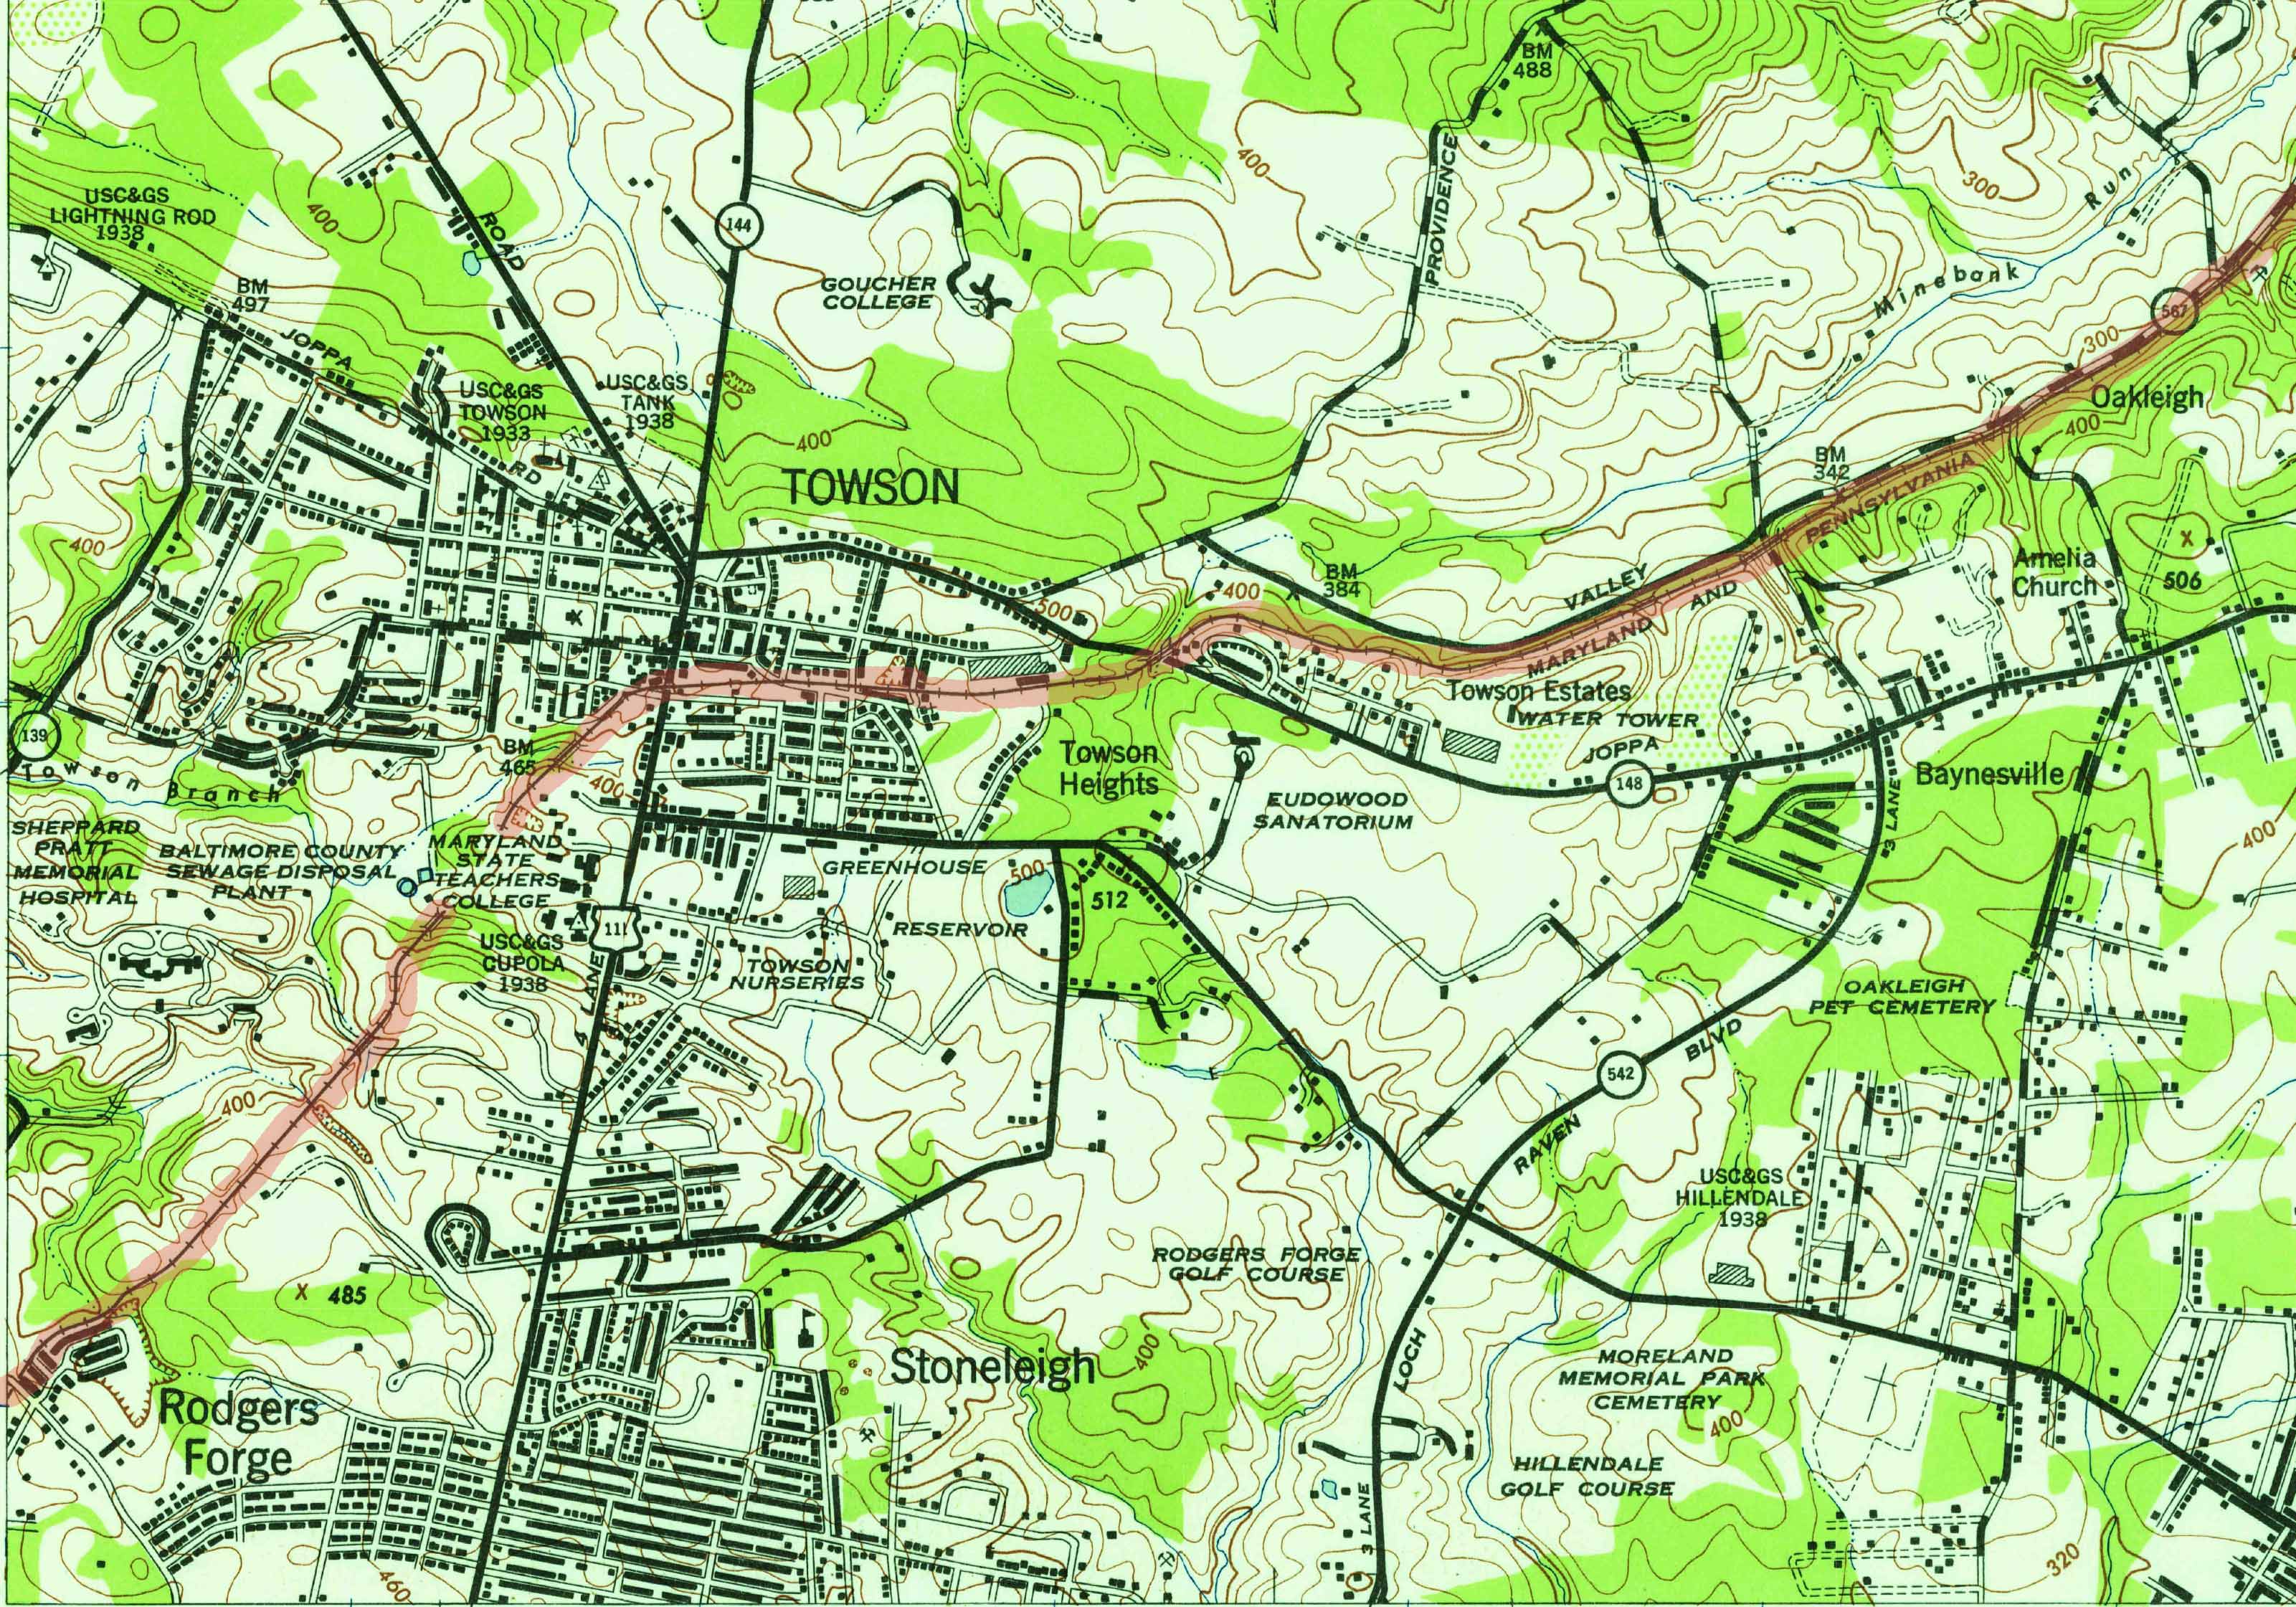 BM
488
PROVIDENCE
400
300
Run
Minebank
USC&GS
LIGHTNING ROD
1938
400
ROAD
144
GOUCHER
COLLEGE
BM
497
JOPPA
RD
USC&GS
TOWSON
1933
USC&GS
TANK
1938
400
567
300
Oakleigh
400
TOWSON
BM
342
PENNSYLVANIA
AND
MARYLAND
VALLEY
400
Amelia
Church
506
BM
384
400
500
Towson Estates
WATER TOWER
JOPPA
148
139
Towson
Branch
BM
465
400
Towson
Heights
EUDOWOOD
SANATORIUM
Baynesville
3 LANE
400
SHEPPARD
PRATT
MEMORIAL
HOSPITAL
BALTIMORE COUNTY
SEWAGE DISPOSAL
PLANT
MARYLAND
STATE
TEACHERS
COLLEGE
GREENHOUSE
500
512
RESERVOIR
111
USC&GS
CUPOLA
1938
TOWSON
NURSERIES
4 LANE
OAKLEIGH
PET CEMETERY
542
RAVEN
BLVD
400
USC&GS
HILLENDALE
1938
RODGERS FORGE
GOLF COURSE
485
Stoneleigh
400
LOCH
MORELAND
MEMORIAL PARK
CEMETERY
400
Rodgers
Forge
HILLENDALE
GOLF COURSE
3 LANE
460
320